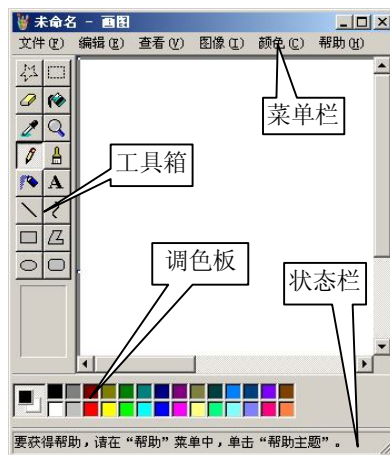 未命名 - 画图
文件(F) 编辑(E) 查看(V) 图像(I) 颜色(C) 帮助(H)
菜单栏
工具箱
A
调色板
状态栏
要获得帮助，请在“帮助”菜单中，单击“帮助主题”。